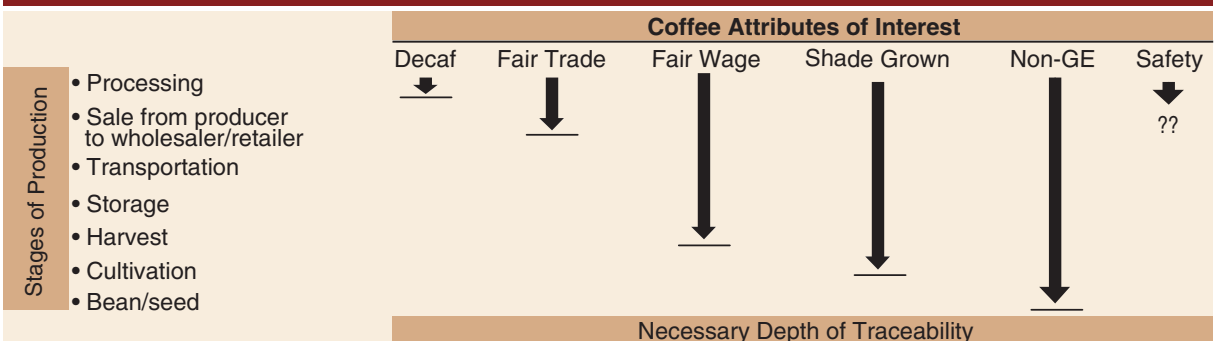 Coffee Attributes of Interest
Decaf Fair Trade Fair Wage Shade Grown Non-GE Safety
Stages of Production
• Processing
• Sale from producer
to wholesaler/retailer
• Transportation
• Storage
• Harvest
• Cultivation
• Bean/seed
??
Necessary Depth of Traceability